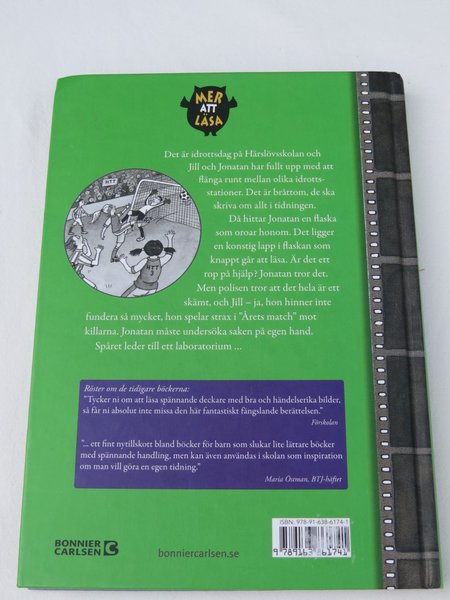 MER
ATT
LÄSA
Det är idrottsdag på Härslövsskolan och
Jill och Jonatan har fullt upp med att
flänga runt mellan olika idrotts-
stationer. Det är bråttom, de ska
skriva om allt i tidningen.
Då hittar Jonatan en flaska
som oroar honom. Det ligger
en konstig lapp i flaskan som
knappt går att läsa. Är det ett
rop på hjälp? Jonatan tror det.
Men polisen tror att det hela är ett
skämt, och Jill – ja, hon hinner inte
fundera så mycket, hon spelar strax i "Årets match" mot
killarna. Jonatan måste undersöka saken på egen hand.
Spåret leder till ett laboratorium ...
Röster om de tidigare böckerna:
"Tycker ni om att läsa spännande deckare med bra och händelserika bilder,
så får ni absolut inte missa den här fantastiskt fängslande berättelsen."
Förskolan
"... ett fint nytillskott bland böcker för barn som slukar lite lättare böcker
med spännande handling, men kan även användas i skolan som inspiration
om man vill göra en egen tidning."
Maria Östman, BTJ-häftet
BONNIER
CARLSEN
bonniercarlsen.se
ISBN: 978-91-638-6174-1
9 789163 861741